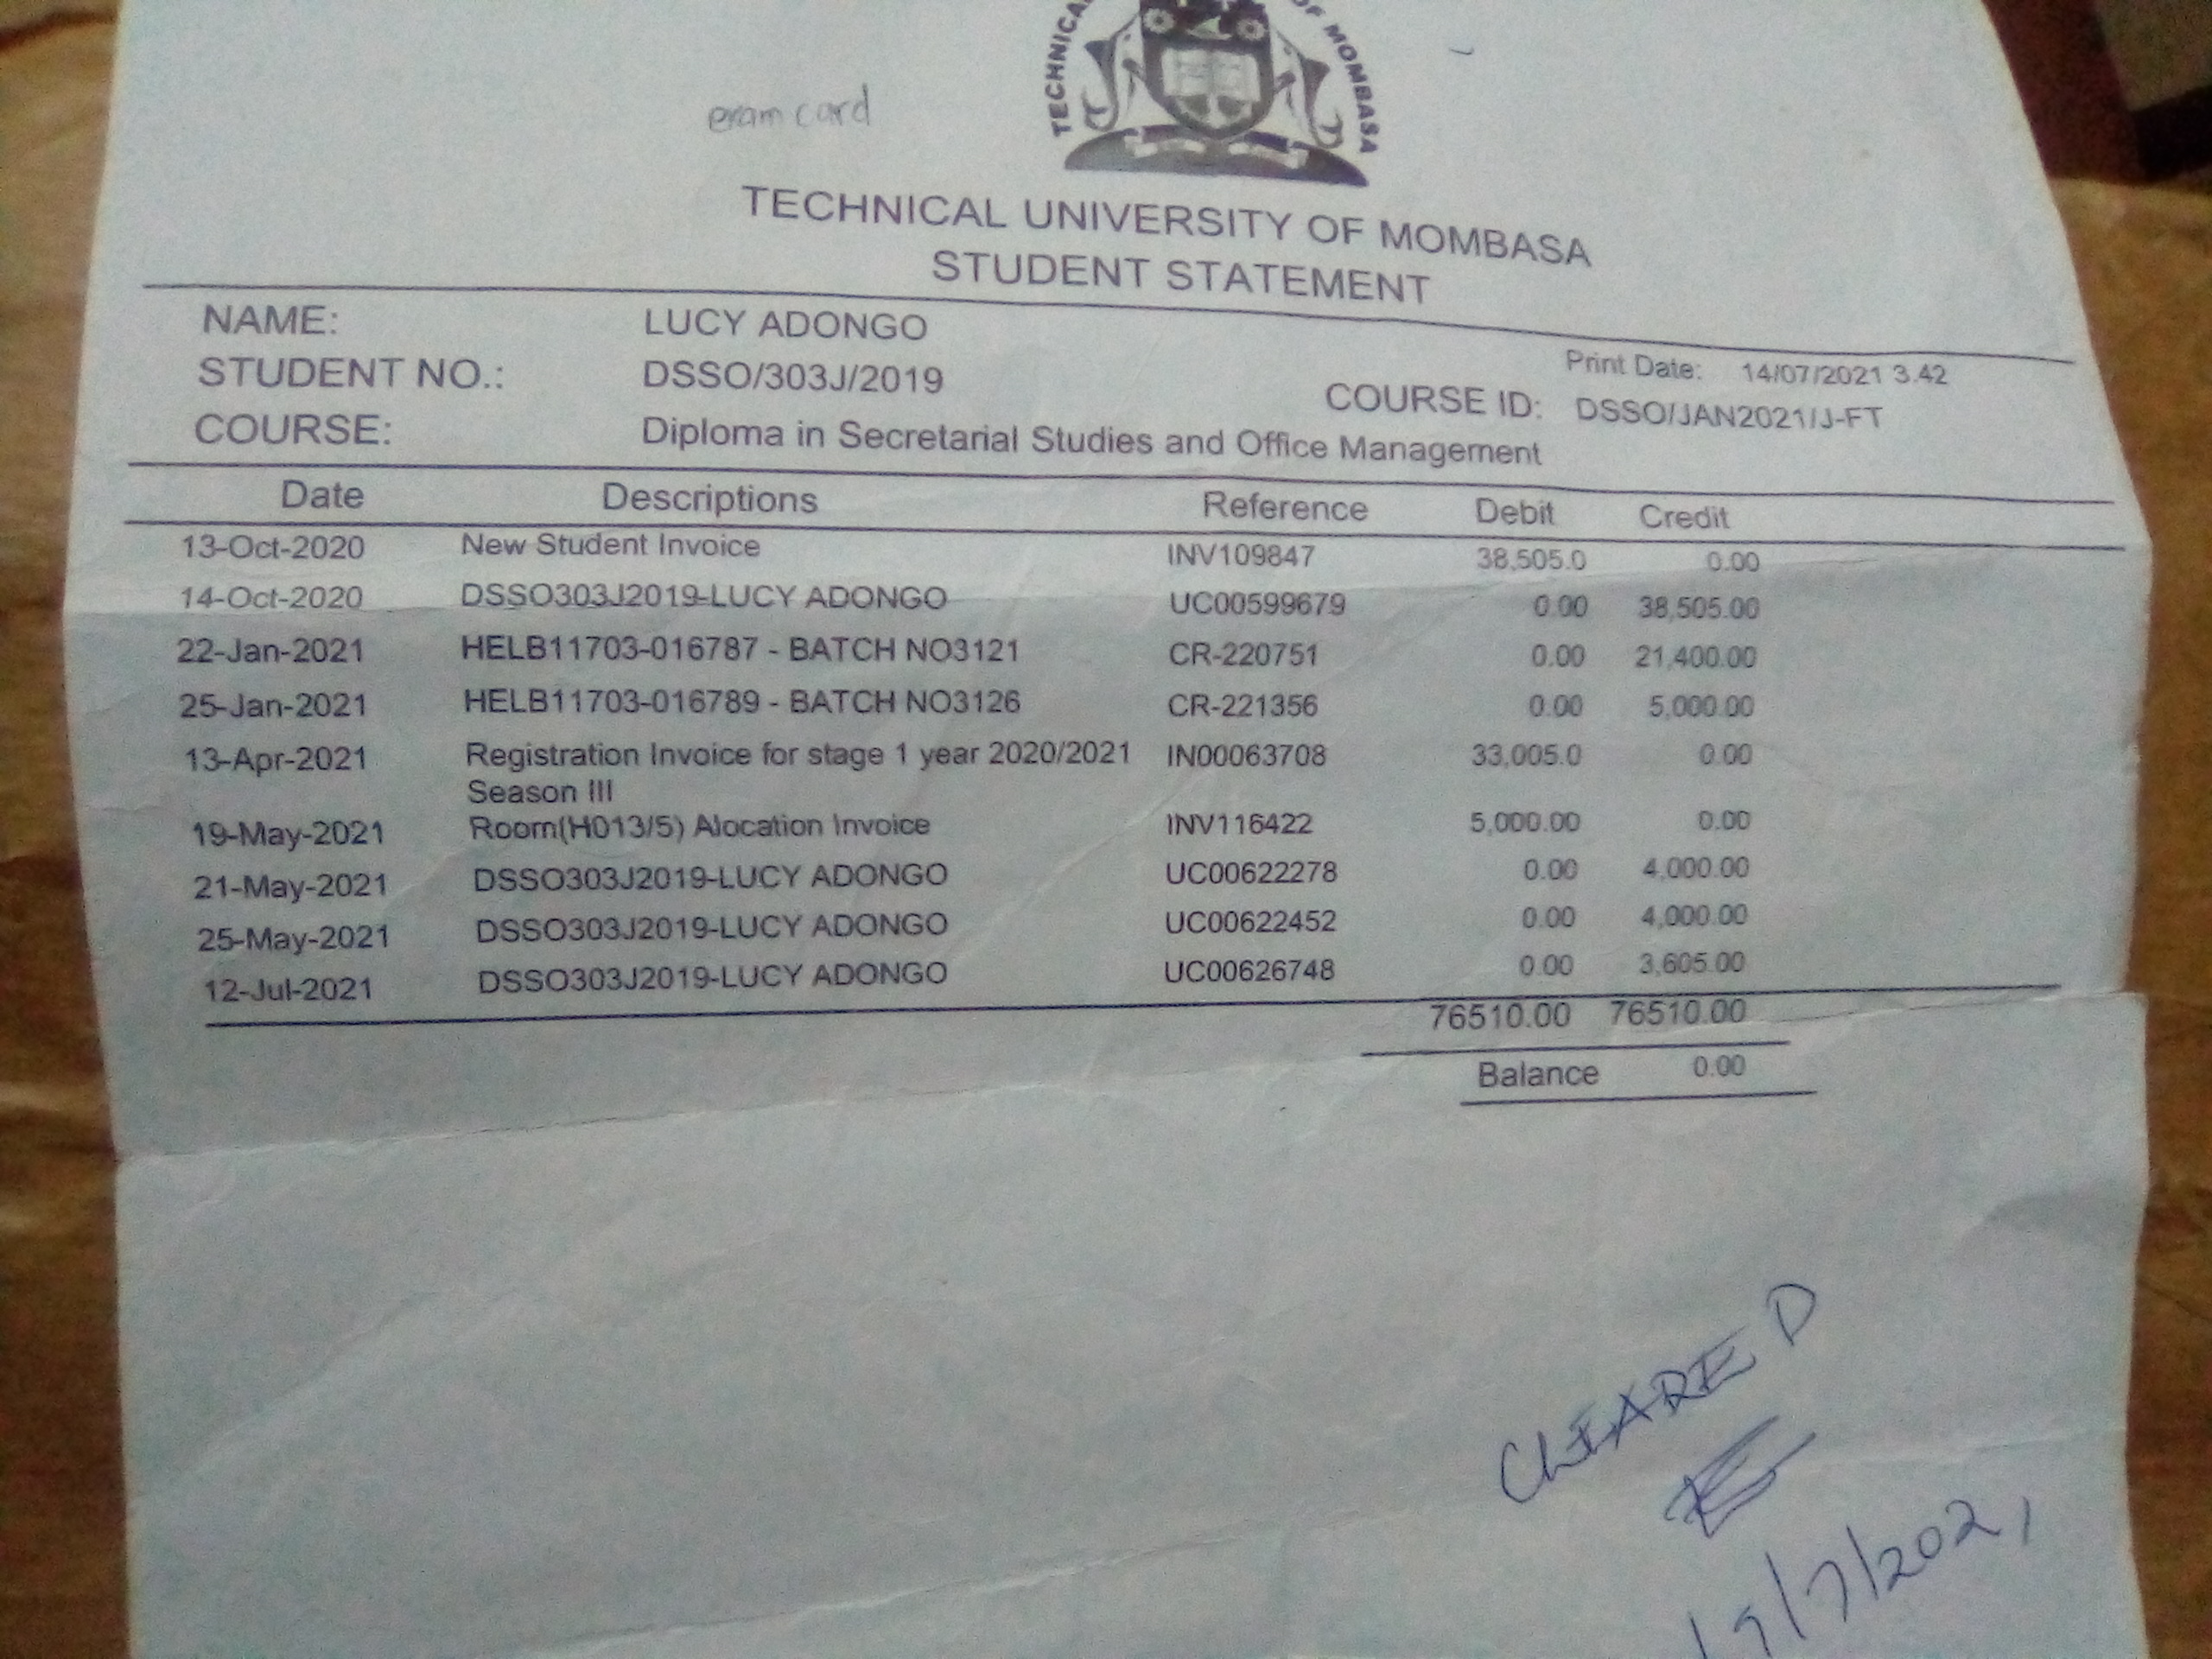 TECHNICAL OF MOMBASA
exam card
TECHNICAL UNIVERSITY OF MOMBASA
STUDENT STATEMENT
NAME: LUCY ADONGO
Print Date: 14/07/2021 3.42
STUDENT NO.: DSSO/303J/2019
COURSE ID: DSSO/JAN2021/J-FT
COURSE: Diploma in Secretarial Studies and Office Management
Date Descriptions Reference Debit Credit
13-Oct-2020 New Student Invoice INV109847 38,505.0 0.00
14-Oct-2020 DSSO303J2019-LUCY ADONGO UC00599679 0.00 38,505.00
22-Jan-2021 HELB11703-016787 - BATCH NO3121 CR-220751 0.00 21,400.00
25-Jan-2021 HELB11703-016789 - BATCH NO3126 CR-221356 0.00 5,000.00
13-Apr-2021 Registration Invoice for stage 1 year 2020/2021 IN00063708 33,005.0 0.00
Season III
19-May-2021 Room(H013/5) Alocation Invoice INV116422 5,000.00 0.00
21-May-2021 DSSO303J2019-LUCY ADONGO UC00622278 0.00 4,000.00
25-May-2021 DSSO303J2019-LUCY ADONGO UC00622452 0.00 4,000.00
12-Jul-2021 DSSO303J2019-LUCY ADONGO UC00626748 0.00 3,605.00
76510.00 76510.00
Balance 0.00
CLEARED
19/7/2021